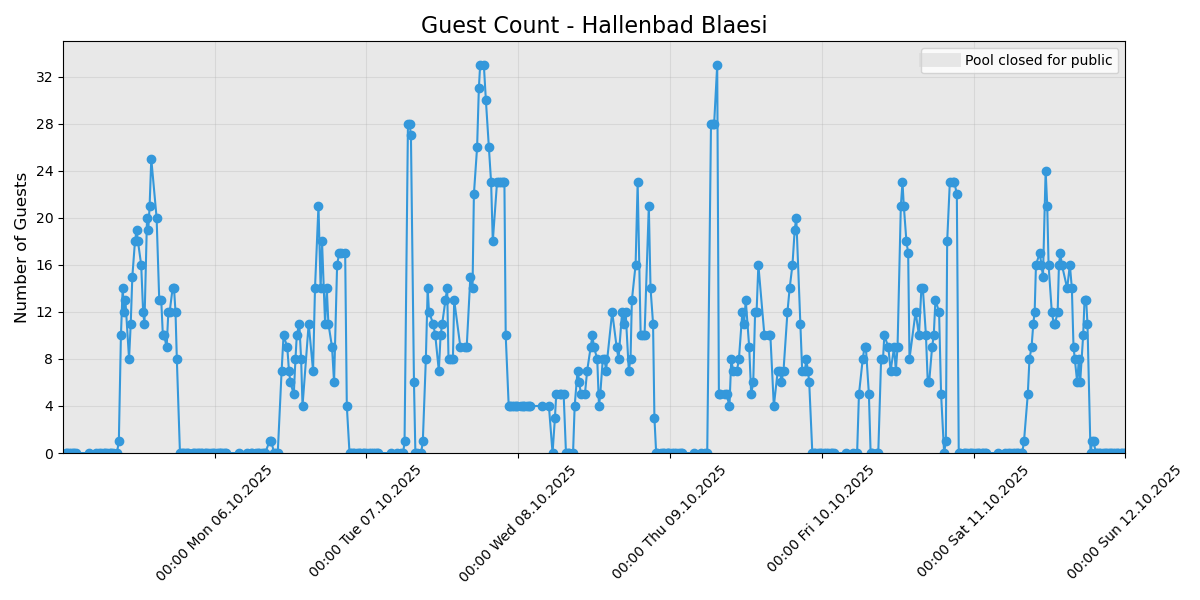 Guest Count - Hallenbad Blaesi
Pool closed for public
Number of Guests
32
28
24
20
16
12
8
4
0
00:00 Mon 06.10.2025
00:00 Tue 07.10.2025
00:00 Wed 08.10.2025
00:00 Thu 09.10.2025
00:00 Fri 10.10.2025
00:00 Sat 11.10.2025
00:00 Sun 12.10.2025